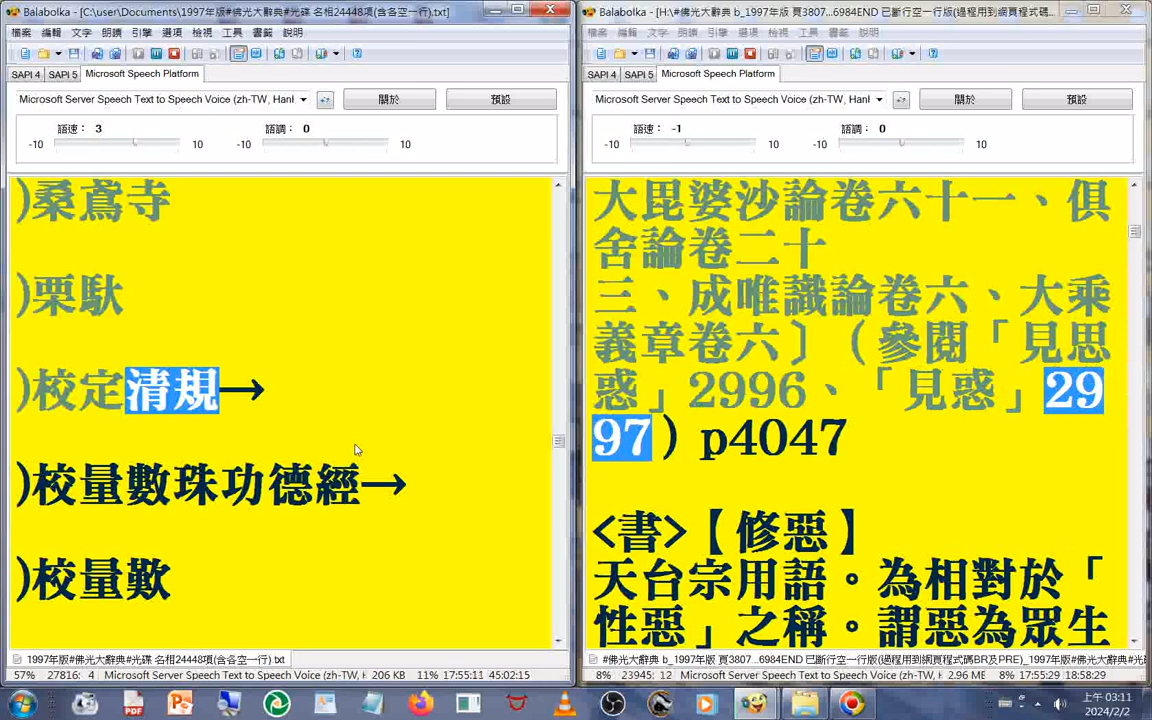 Balabolka - [C:\user\Documents\1997年版#佛光大辭典#光碟 名相24448項(含各空一行).txt]
檔案 編輯 文字 朗讀 引擎 選項 檢視 工具 書籤 說明
SAPI 4 SAPI 5 Microsoft Speech Platform
Microsoft Server Speech Text to Speech Voice (zh-TW, Hanl
關於
預設
語速： 3
語調： 0
-10 10 -10 10
)桑鳶寺
)栗馱
)校定清規→
)校量數珠功德經→
)校量歎
1997年版#佛光大辭典#光碟 名相24448項(含各空一行).txt
57% 27816: 4 Microsoft Server Speech Text to Speech Voice (zh-TW, H 206 KB 11% 17:55:11 45:02:15
Balabolka - [H:\#佛光大辭典 b_1997年版 頁3807...6984END 已斷行空一行版(過程用到網頁程式碼...
檔案 編輯 文字 朗讀 引擎 選項 檢視 工具 書籤 說明
SAPI 4 SAPI 5 Microsoft Speech Platform
Microsoft Server Speech Text to Speech Voice (zh-TW, Hanl
關於
預設
語速： -1
語調： 0
-10 10 -10 10
大毘婆沙論卷六十一、俱
舍論卷二十
三、成唯識論卷六、大乘
義章卷六〕（參閱「見思
惑」2996、「見惑」29
97）p4047
<書>【修惡】
天台宗用語。為相對於「
性惡」之稱。謂惡為眾生
#佛光大辭典 b_1997年版 頁3807...6984END 已斷行空一行版(過程用到網頁程式碼BR及PRE)_1997年版#光
8% 23945: 12 Microsoft Server Speech Text to Speech Voice (zh-TW, H 2.96 ME 8% 17:55:29 18:58:29
上午 03:11
2024/2/2